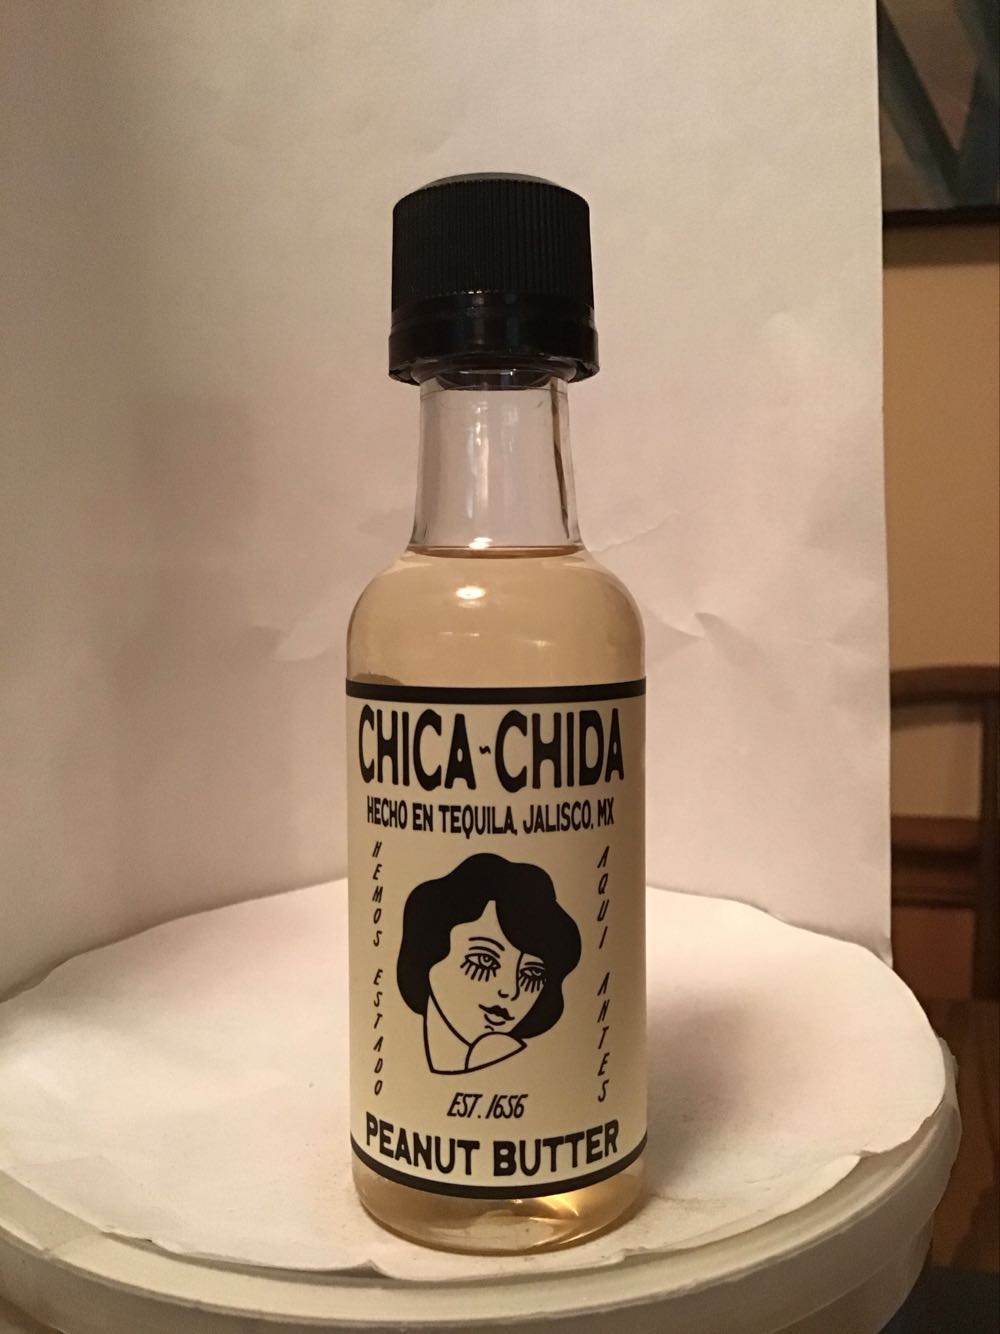 CHICA~CHIDA
HECHO EN TEQUILA, JALISCO, MX
HEMOS ESTADO
AQUI ANTES
EST. 1656
PEANUT BUTTER